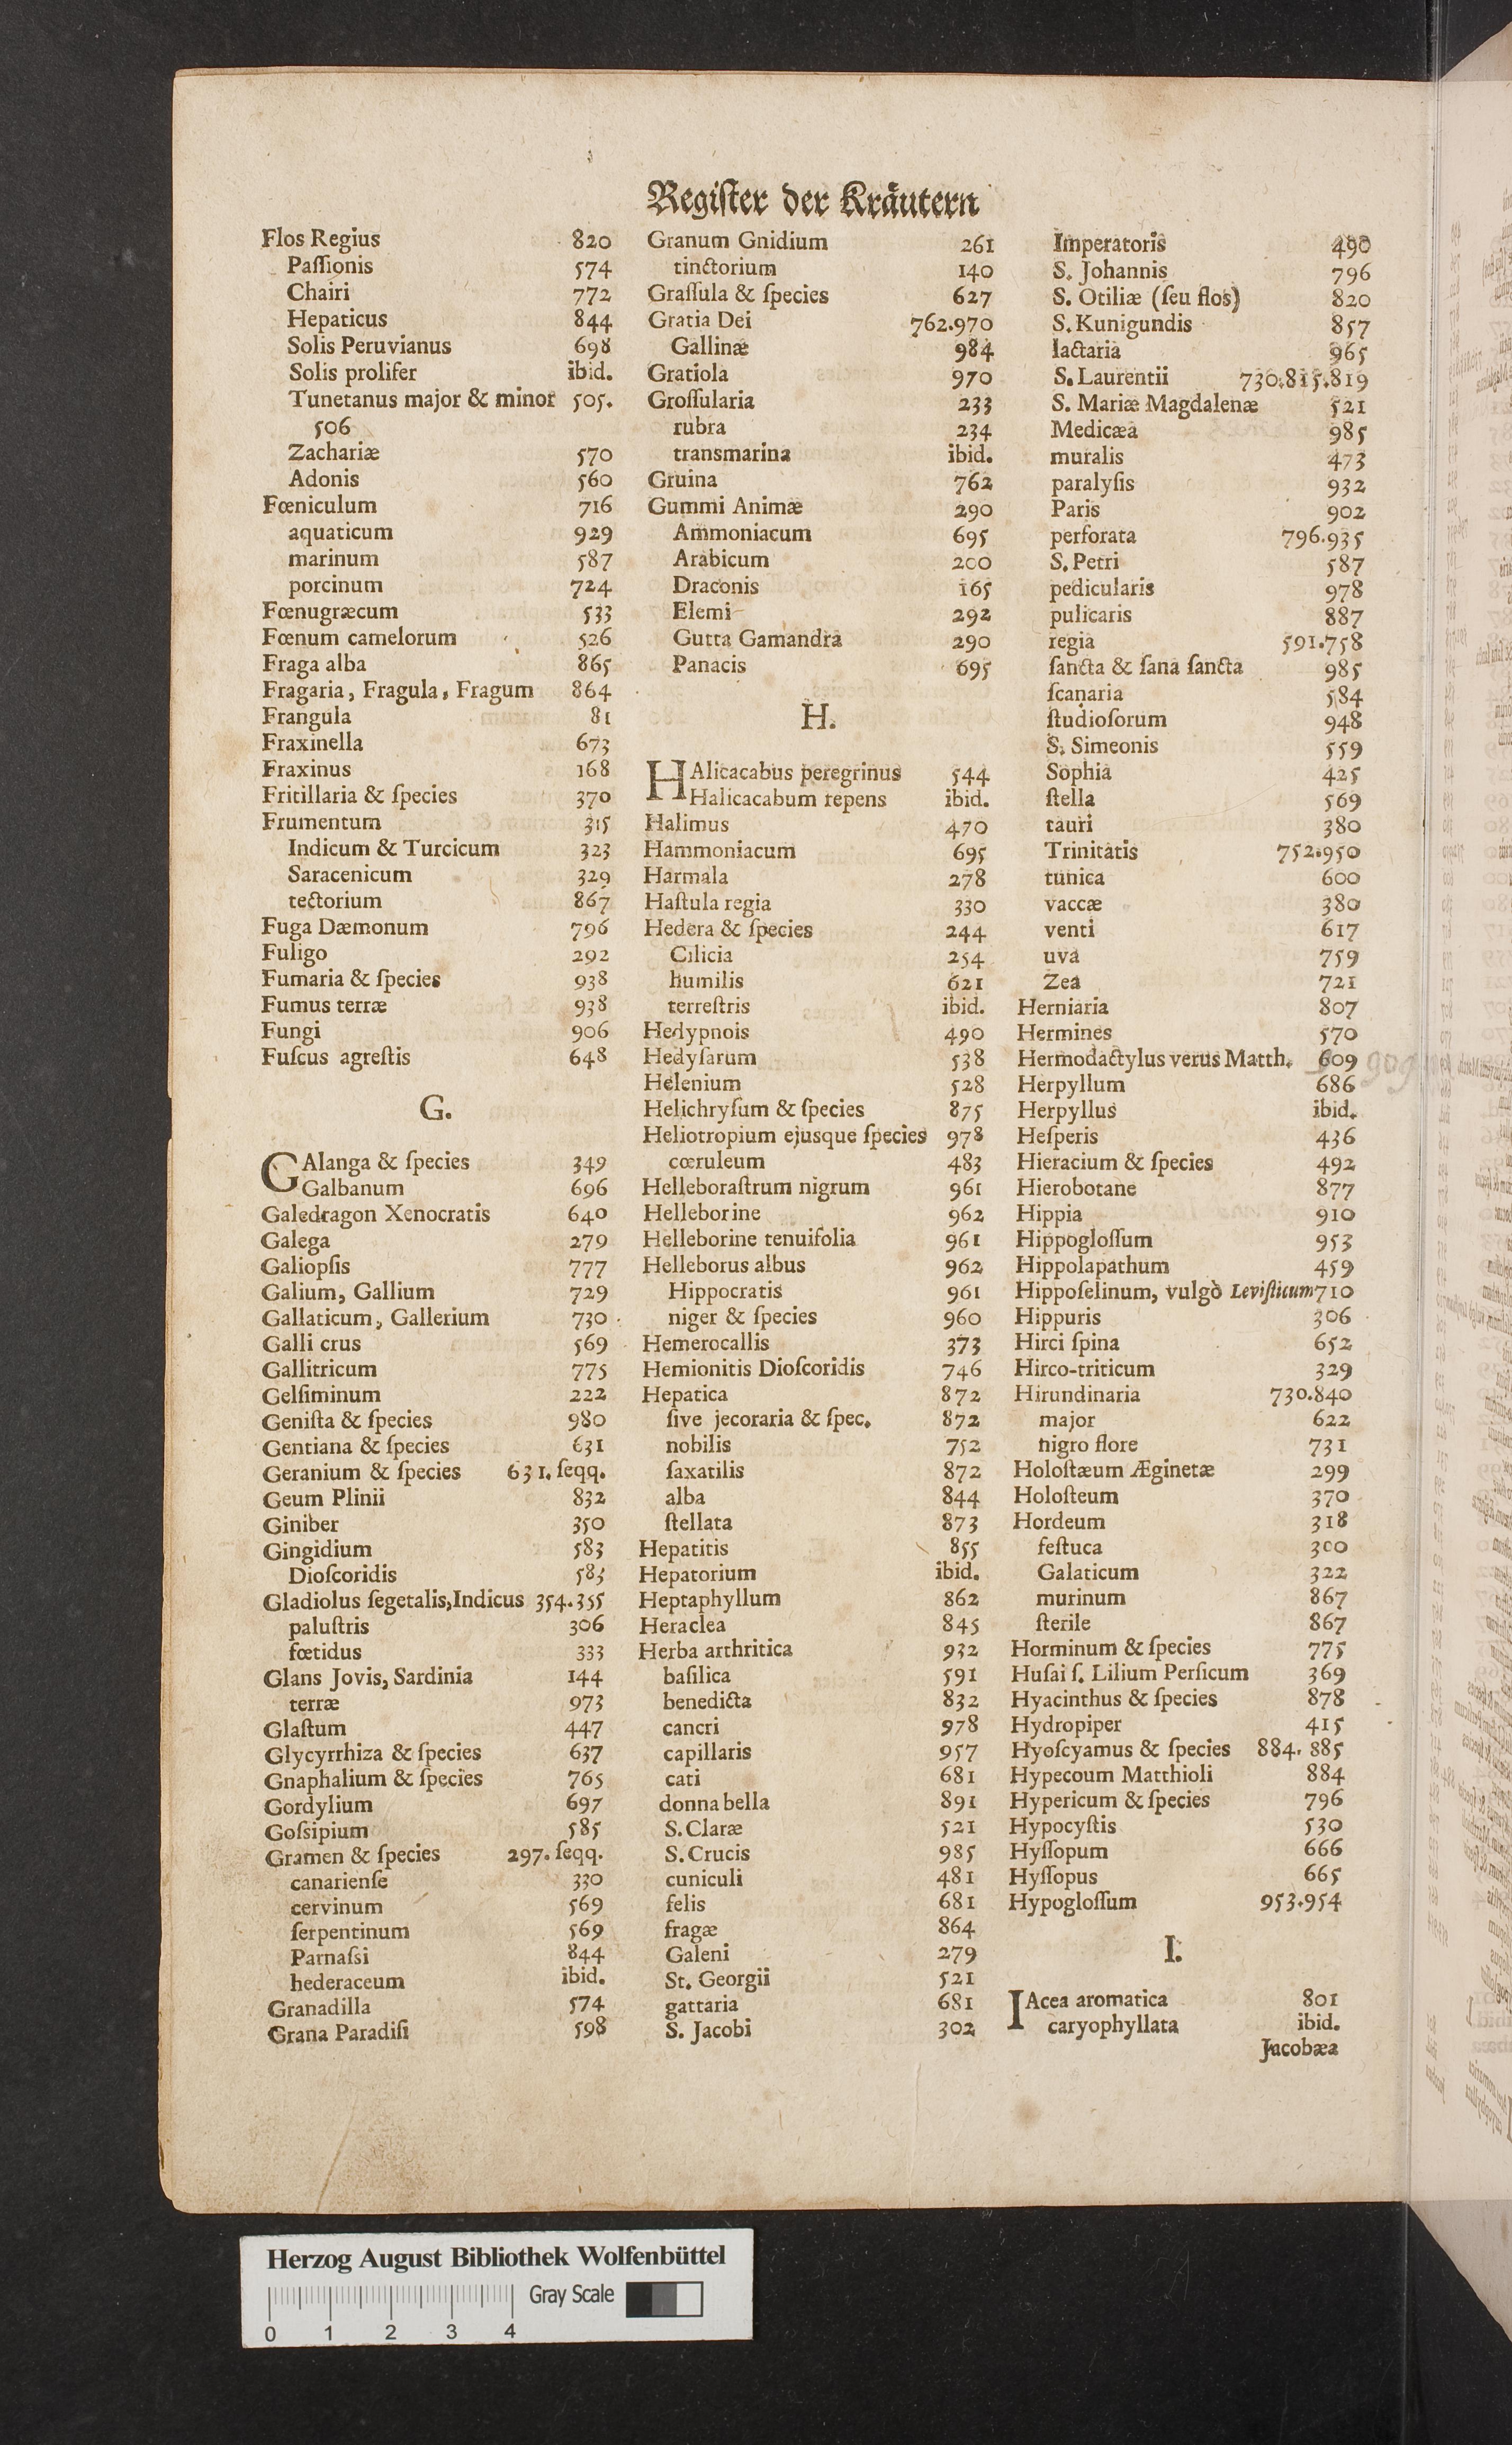 Regiſter der Kräutern
Flos Regius 820
Paſſionis 574
Chairi 772
Hepaticus 844
Solis Peruvianus 698
Solis prolifer ibid.
Tunetanus major & minor 505.
506
Zachariæ 570
Adonis 560
Fœniculum 716
aquaticum 929
marinum 587
porcinum 724
Fœnugræcum 533
Fœnum camelorum 526
Fraga alba 865
Fragaria, Fragula, Fragum 864
Frangula 81
Fraxinella 673
Fraxinus 168
Fritillaria & ſpecies 370
Frumentum 315
Indicum & Turcicum 323
Saracenicum 329
tectorium 867
Fuga Dæmonum 796
Fuligo 292
Fumaria & ſpecies 938
Fumus terræ 938
Fungi 906
Fuſcus agreſtis 648
G.
GAlanga & ſpecies 349
Galbanum 696
Galedragon Xenocratis 640
Galega 279
Galiopſis 777
Galium, Gallium 729
Gallaticum, Gallerium 730
Galli crus 569
Gallitricum 775
Gelſiminum 222
Geniſta & ſpecies 980
Gentiana & ſpecies 631
Geranium & ſpecies 631. ſeqq.
Geum Plinii 832
Giniber 350
Gingidium 583
Dioſcoridis 583
Gladiolus ſegetalis, Indicus 354.355
paluſtris 306
fœtidus 333
Glans Jovis, Sardinia 144
terræ 973
Glaſtum 447
Glycyrrhiza & ſpecies 637
Gnaphalium & ſpecies 765
Gordylium 697
Goſsipium 585
Gramen & ſpecies 297. ſeqq.
canarienſe 330
cervinum 569
ſerpentinum 569
Parnaſsi 844
hederaceum ibid.
Granadilla 574
Grana Paradiſi 598
Granum Gnidium 261
tinctorium 140
Graſſula & ſpecies 627
Gratia Dei 762.970
Gallinæ 984
Gratiola 970
Groſſularia 233
rubra 234
transmarina ibid.
Gruina 762
Gummi Animæ 290
Ammoniacum 695
Arabicum 200
Draconis 165
Elemi 292
Gutta Gamandra 290
Panacis 695
H.
HAlicacabus peregrinus 544
Halicacabum repens ibid.
Halimus 470
Hammoniacum 695
Harmala 278
Haſtula regia 330
Hedera & ſpecies 244
Cilicia 254
humilis 621
terreſtris ibid.
Hedypnois 490
Hedyſarum 538
Helenium 528
Helichryſum & ſpecies 875
Heliotropium ejusque ſpecies 978
cœruleum 483
Helleboraſtrum nigrum 961
Helleborine 962
Helleborine tenuifolia 961
Helleborus albus 962
Hippocratis 961
niger & ſpecies 960
Hemerocallis 373
Hemionitis Dioſcoridis 746
Hepatica 872
ſive jecoraria & ſpec. 872
nobilis 752
ſaxatilis 872
alba 844
ſtellata 873
Hepatitis 855
Hepatorium ibid.
Heptaphyllum 862
Heraclea 845
Herba arthritica 932
baſilica 591
benedicta 832
cancri 978
capillaris 957
cati 681
donna bella 891
S. Claræ 521
S. Crucis 985
cuniculi 481
felis 681
fragæ 864
Galeni 279
St. Georgii 521
gattaria 681
S. Jacobi 302
Imperatoris 490
S. Johannis 796
S. Otiliæ (ſeu flos) 820
S. Kunigundis 857
lactaria 965
S. Laurentii 730.815.819
S. Mariæ Magdalenæ 521
Medicæa 985
muralis 473
paralyſis 932
Paris 902
perforata 796.935
S. Petri 587
pedicularis 978
pulicaris 887
regia 591.758
ſancta & ſana ſancta 985
ſcanaria 584
ſtudioſorum 948
S. Simeonis 559
Sophia 425
ſtella 569
tauri 380
Trinitatis 752.950
tunica 600
vaccæ 380
venti 617
uva 759
Zea 721
Herniaria 807
Hermines 570
Hermodactylus verus Matth. 609
Herpyllum 686
Herpyllus ibid.
Heſperis 436
Hieracium & ſpecies 492
Hierobotane 877
Hippia 910
Hippogloſſum 953
Hippolapathum 459
Hippoſelinum, vulgò Leviſticum 710
Hippuris 306
Hirci ſpina 652
Hirco-triticum 329
Hirundinaria 730.840
major 622
nigro flore 731
Holoſtæum Æginetæ 299
Holoſteum 370
Hordeum 318
feſtuca 300
Galaticum 322
murinum 867
ſterile 867
Horminum & ſpecies 775
Huſai ſ. Lilium Perſicum 369
Hyacinthus & ſpecies 878
Hydropiper 415
Hyoſcyamus & ſpecies 884. 885
Hypecoum Matthioli 884
Hypericum & ſpecies 796
Hypocyſtis 530
Hyſſopum 666
Hyſſopus 665
Hypogloſſum 953.954
I.
IAcea aromatica 801
caryophyllata ibid.
Jacobæa
Herzog August Bibliothek Wolfenbüttel
Gray Scale
0 1 2 3 4